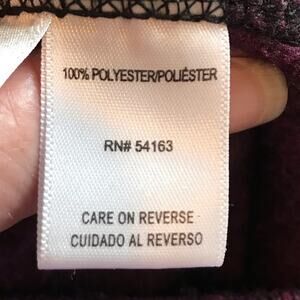 100% POLYESTER/POLIÉSTER
RN# 54163
CARE ON REVERSE
CUIDADO AL REVERSO